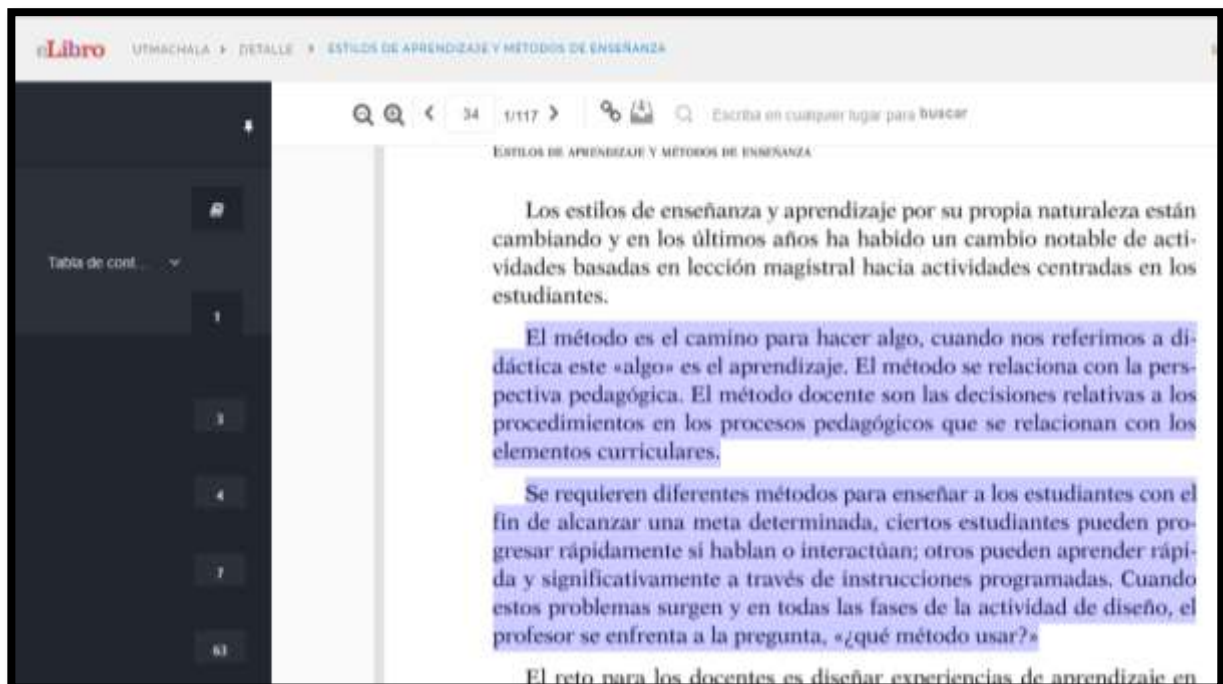 eLibro UTMACHALA ▸ DETALLE ▸ ESTILOS DE APRENDIZAJE Y MÉTODOS DE ENSEÑANZA
34 1/117 Escriba en cualquier lugar para buscar
ESTILOS DE APRENDIZAJE Y MÉTODOS DE ENSEÑANZA
Tabla de cont...
1
3
4
7
63
Los estilos de enseñanza y aprendizaje por su propia naturaleza están
cambiando y en los últimos años ha habido un cambio notable de acti-
vidades basadas en lección magistral hacia actividades centradas en los
estudiantes.
El método es el camino para hacer algo, cuando nos referimos a di-
dáctica este «algo» es el aprendizaje. El método se relaciona con la pers-
pectiva pedagógica. El método docente son las decisiones relativas a los
procedimientos en los procesos pedagógicos que se relacionan con los
elementos curriculares.
Se requieren diferentes métodos para enseñar a los estudiantes con el
fin de alcanzar una meta determinada, ciertos estudiantes pueden pro-
gresar rápidamente si hablan o interactúan; otros pueden aprender rápi-
da y significativamente a través de instrucciones programadas. Cuando
estos problemas surgen y en todas las fases de la actividad de diseño, el
profesor se enfrenta a la pregunta, «¿qué método usar?»
El reto para los docentes es diseñar experiencias de aprendizaje en